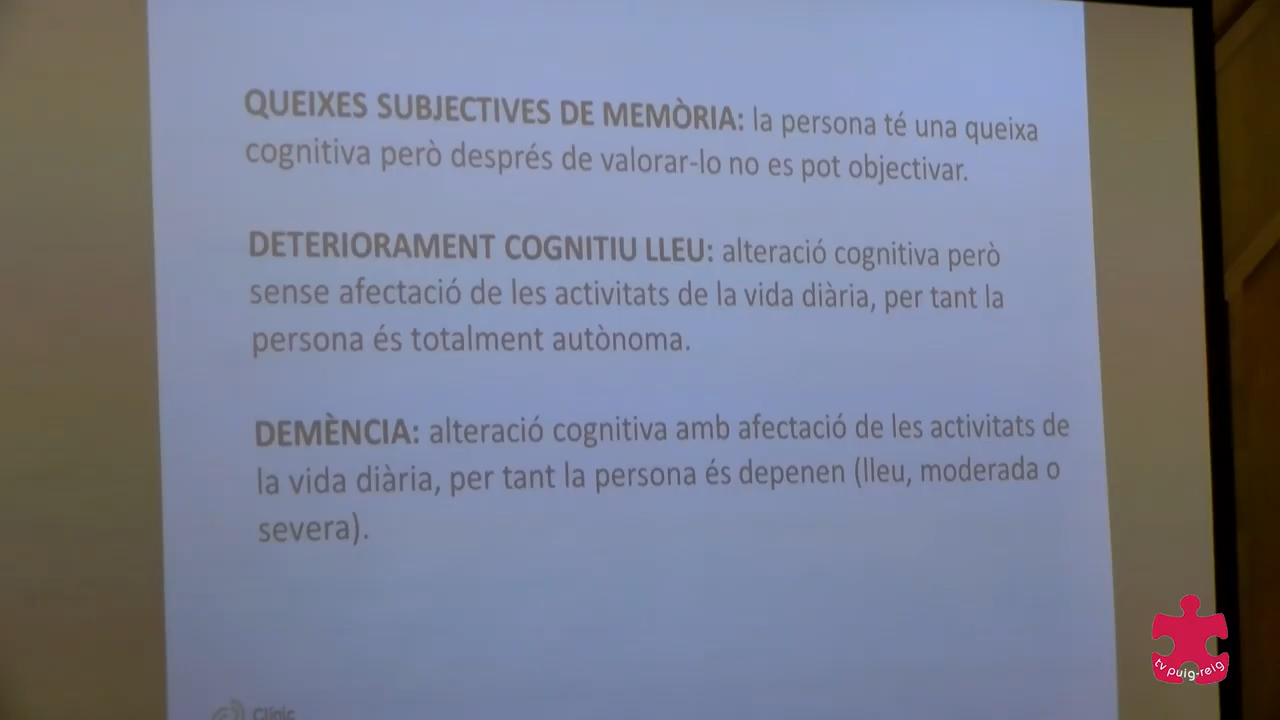 QUEIXES SUBJECTIVES DE MEMÒRIA: la persona té una queixa
cognitiva però després de valorar-lo no es pot objectivar.
DETERIORAMENT COGNITIU LLEU: alteració cognitiva però
sense afectació de les activitats de la vida diària, per tant la
persona és totalment autònoma.
DEMÈNCIA: alteració cognitiva amb afectació de les activitats de
la vida diària, per tant la persona és depenen (lleu, moderada o
severa).
Clínic
tv puig-reig